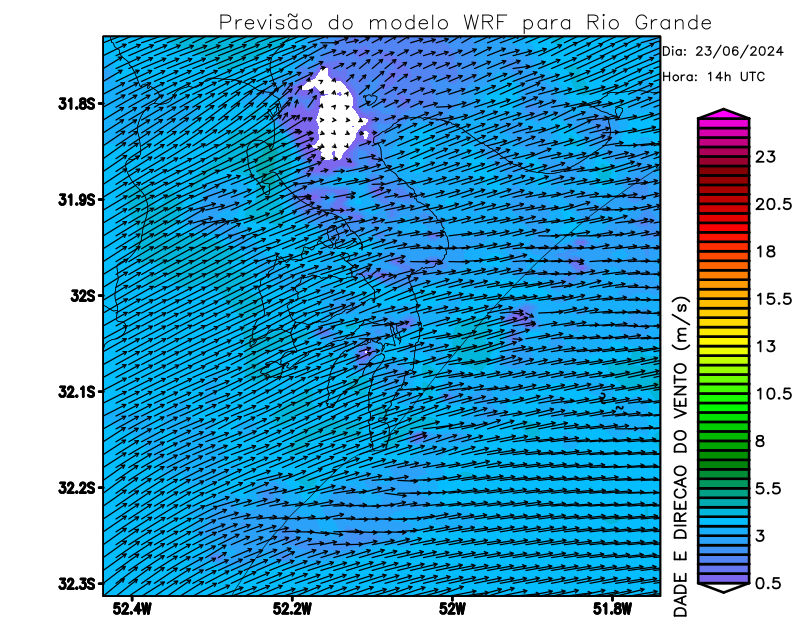 Previsão do modelo WRF para Rio Grande
Dia: 23/06/2024
Hora: 14h UTC
31.8S
31.9S
32S
32.1S
32.2S
32.3S
52.4W
52.2W
52W
51.8W
DADE E DIRECAO DO VENTO (m/s)
23
20.5
18
15.5
13
10.5
8
5.5
3
0.5